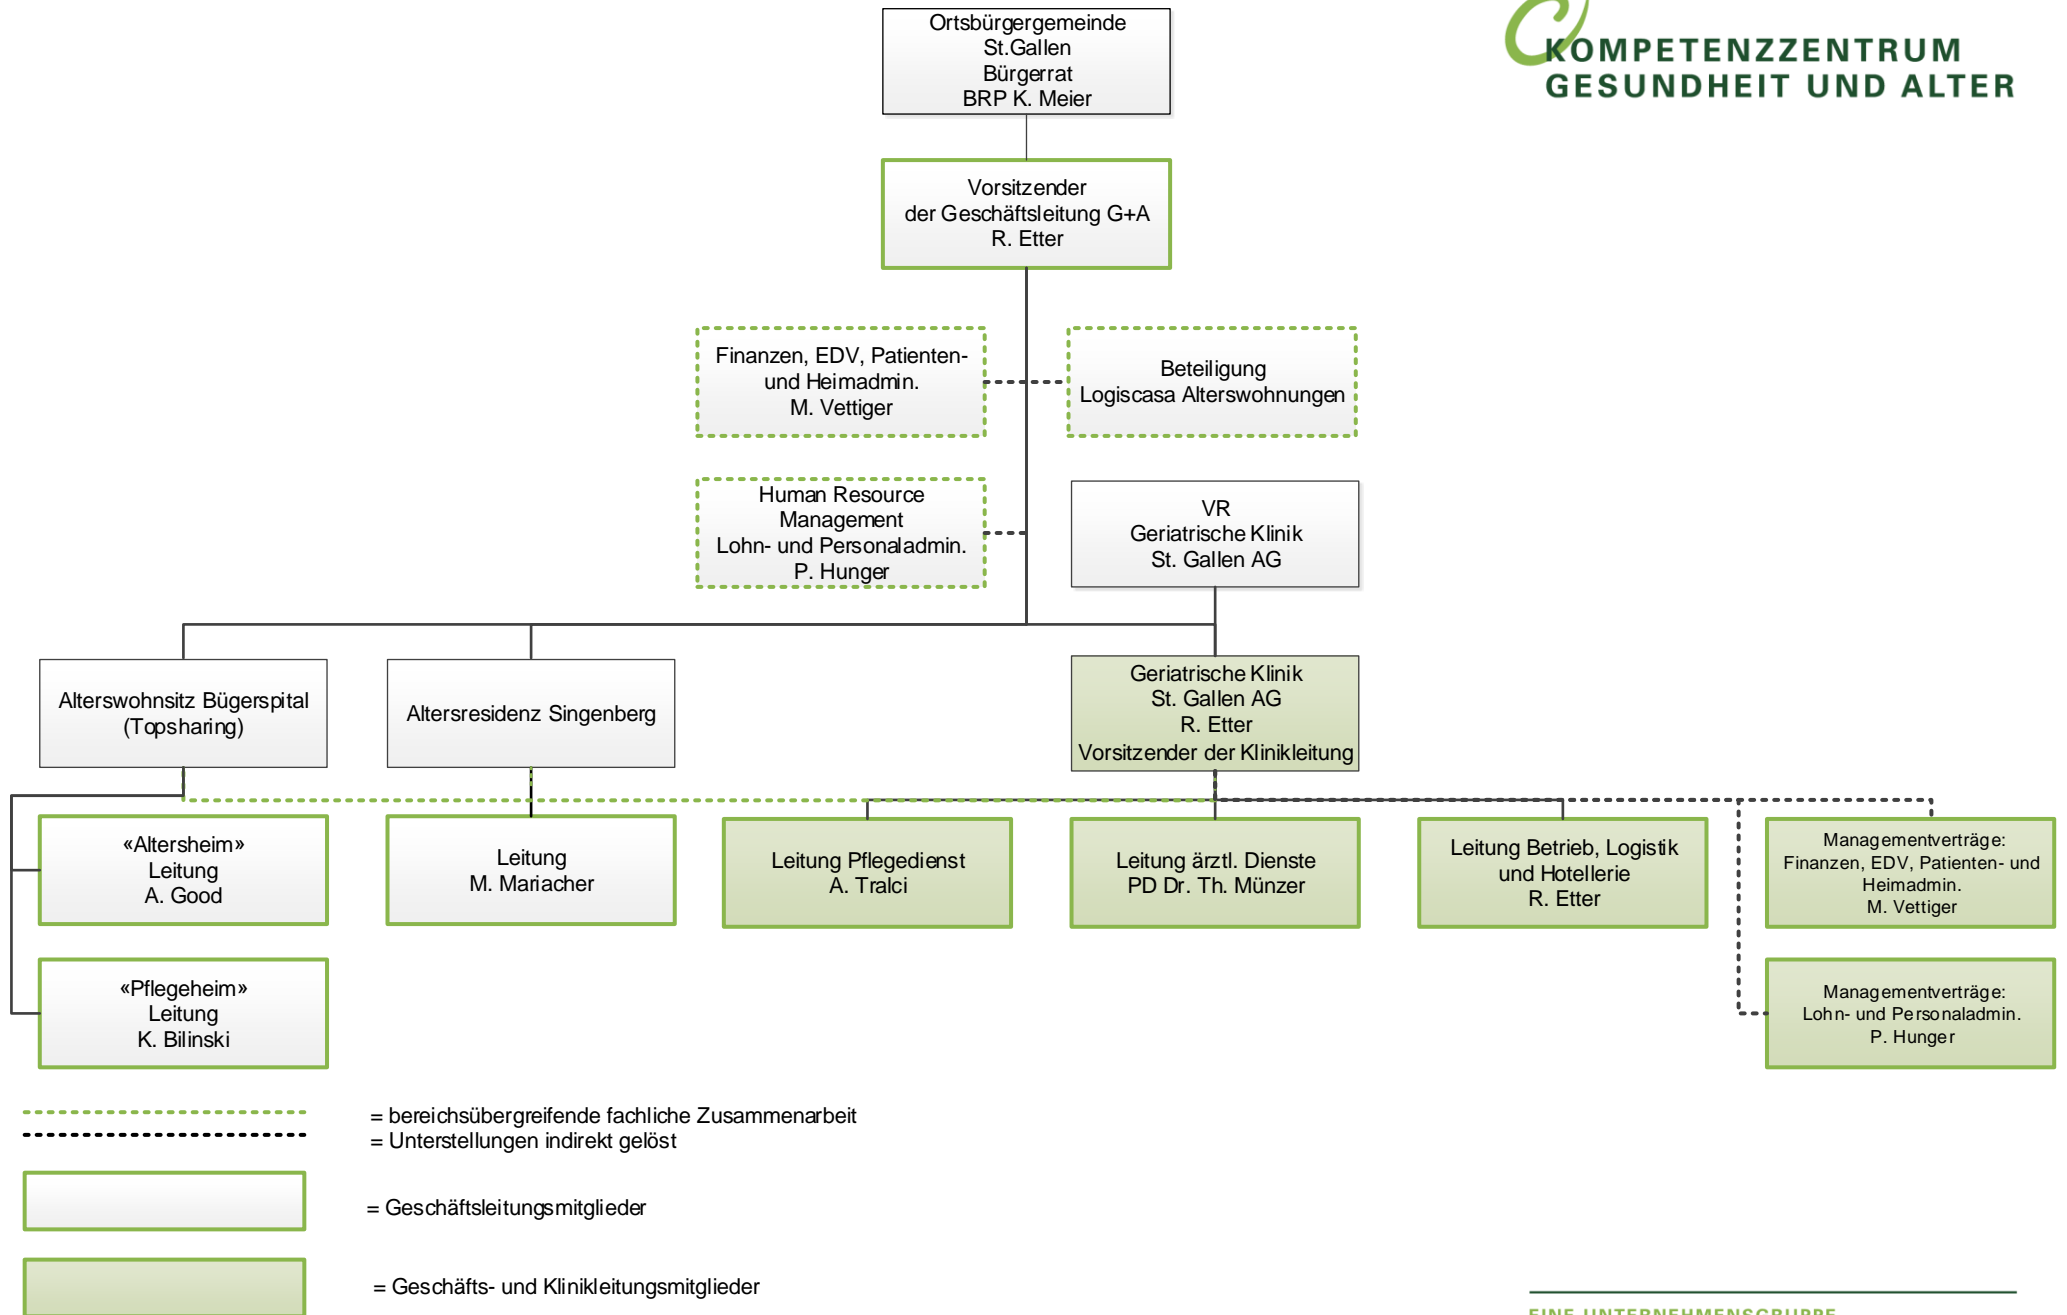 Ortsbürgergemeinde
St.Gallen
Bürgerrat
BRP K. Meier
KOMPETENZZENTRUM
GESUNDHEIT UND ALTER
Vorsitzender
der Geschäftsleitung G+A
R. Etter
Finanzen, EDV, Patienten-
und Heimadmin.
M. Vettiger
Beteiligung
Logiscasa Alterswohnungen
Human Resource
Management
Lohn- und Personaladmin.
P. Hunger
VR
Geriatrische Klinik
St. Gallen AG
Alterswohnsitz Bügerspital
(Topsharing)
Altersresidenz Singenberg
Geriatrische Klinik
St. Gallen AG
R. Etter
Vorsitzender der Klinikleitung
«Altersheim»
Leitung
A. Good
Leitung
M. Mariacher
Leitung Pflegedienst
A. Tralci
Leitung ärztl. Dienste
PD Dr. Th. Münzer
Leitung Betrieb, Logistik
und Hotellerie
R. Etter
Managementverträge:
Finanzen, EDV, Patienten- und
Heimadmin.
M. Vettiger
«Pflegeheim»
Leitung
K. Bilinski
Managementverträge:
Lohn- und Personaladmin.
P. Hunger
= bereichsübergreifende fachliche Zusammenarbeit
= Unterstellungen indirekt gelöst
= Geschäftsleitungsmitglieder
= Geschäfts- und Klinikleitungsmitglieder
EINE UNTERNEHMENSGRUPPE